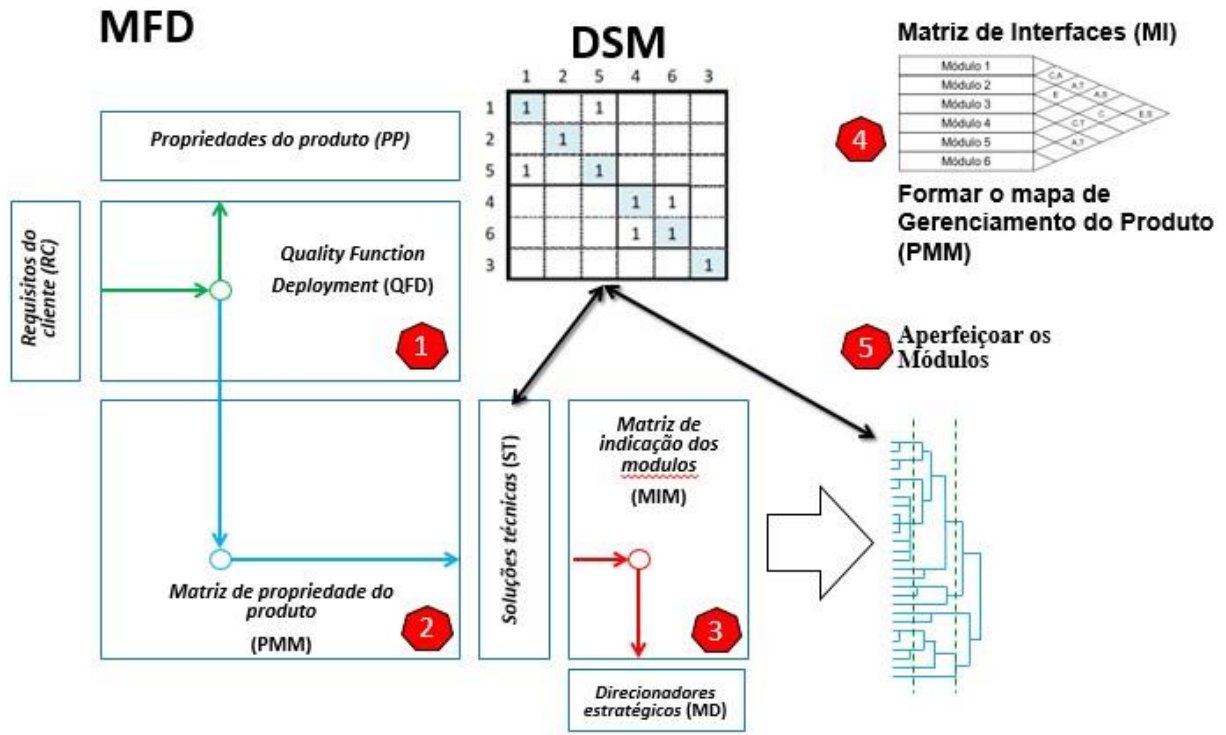 MFD
Propriedades do produto (PP)
Requisitos do
cliente (RC)
Quality Function
Deployment (QFD)
1
Matriz de propriedade do
produto
(PMM)
2
DSM
1 2 5 4 6 3
1 1 1
2 1
5 1 1
4 1 1
6 1 1
3 1
Soluções técnicas (ST)
Matriz de
indicação dos
modulos
(MIM)
3
Direcionadores
estratégicos (MD)
Matriz de Interfaces (MI)
Módulo 1
Módulo 2
Módulo 3
Módulo 4
Módulo 5
Módulo 6
C,A
E
A,T
A,S
C,T
C
E,S
A,T
4
Formar o mapa de
Gerenciamento do Produto
(PMM)
5
Aperfeiçoar os
Módulos